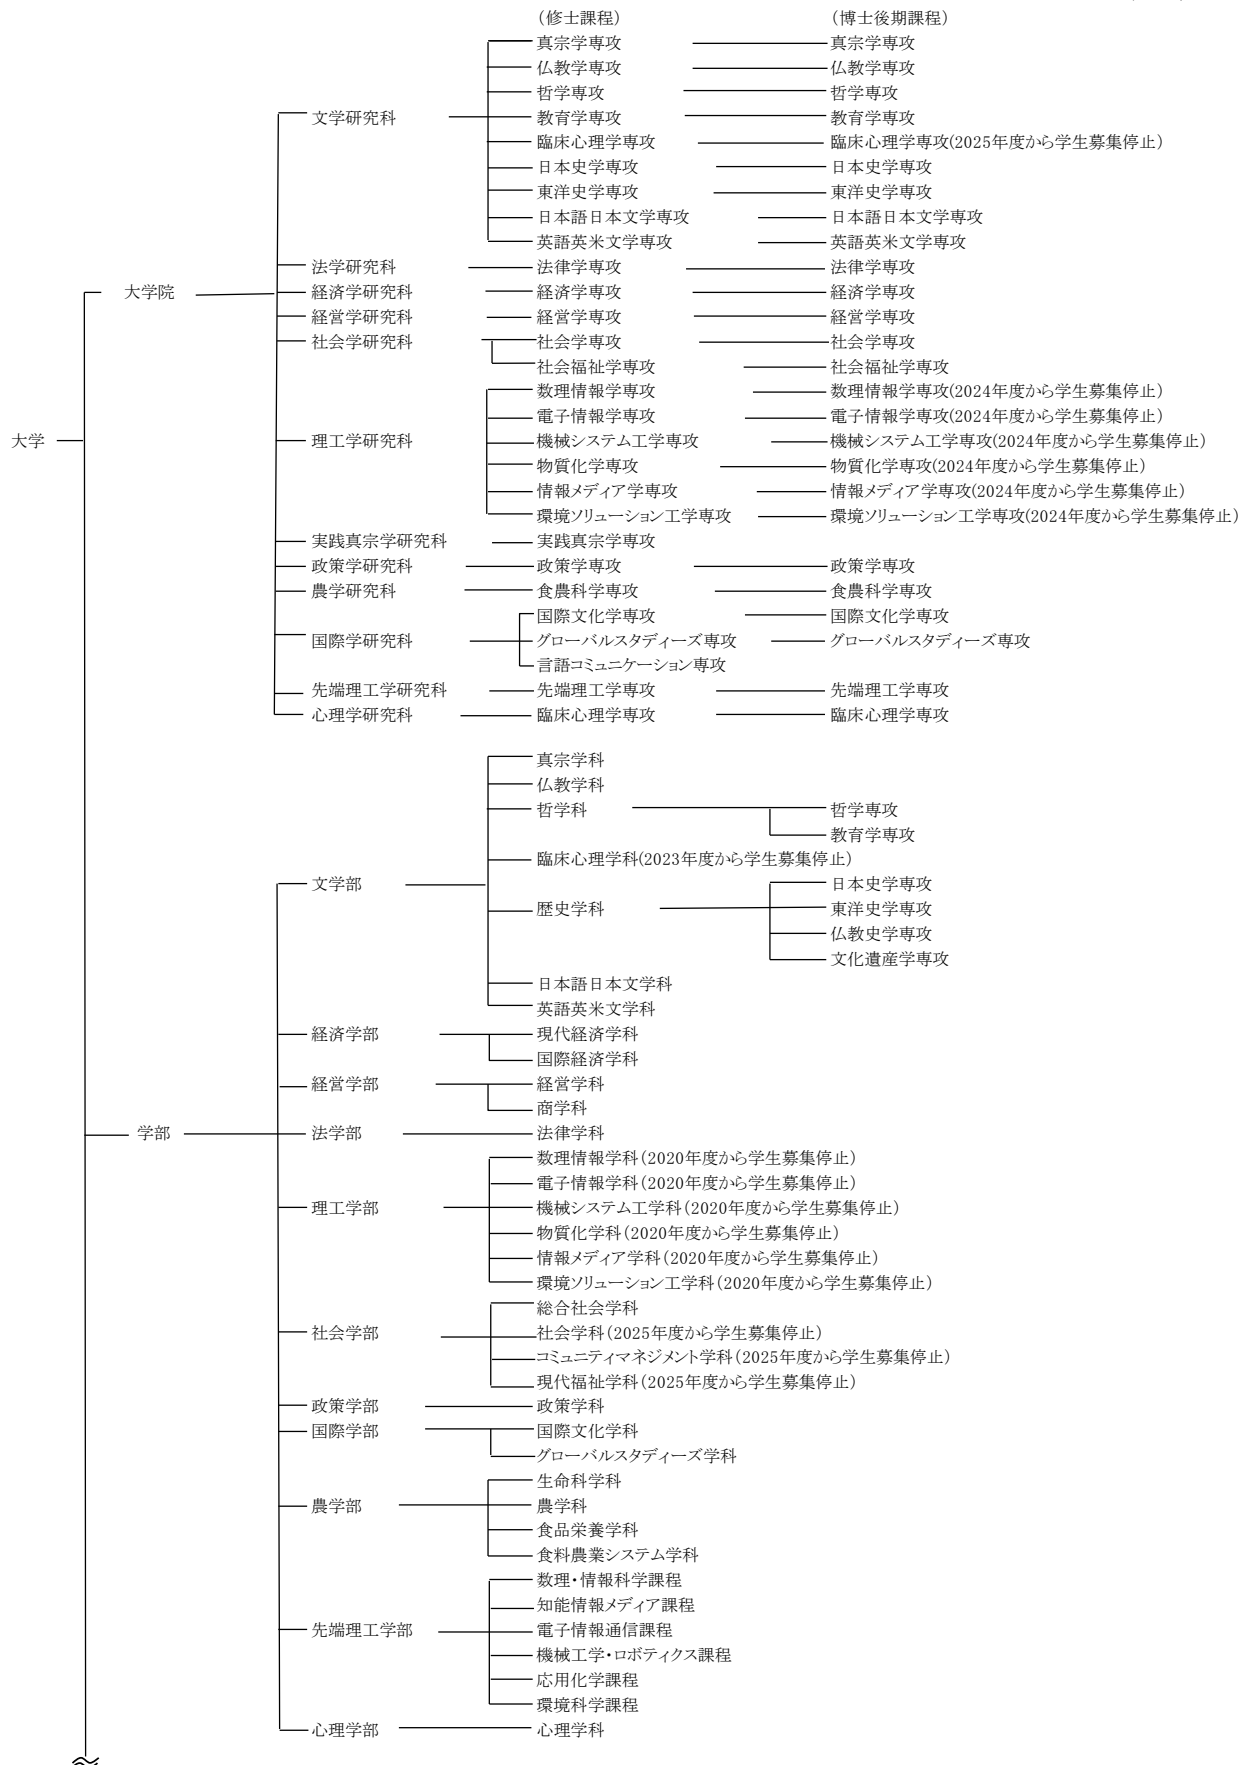 (修士課程) (博士後期課程)
真宗学専攻 真宗学専攻
仏教学専攻 仏教学専攻
哲学専攻 哲学専攻
文学研究科 教育学専攻 教育学専攻
臨床心理学専攻 臨床心理学専攻(2025年度から学生募集停止)
日本史学専攻 日本史学専攻
東洋史学専攻 東洋史学専攻
日本語日本文学専攻 日本語日本文学専攻
英語英米文学専攻 英語英米文学専攻
法学研究科 法律学専攻 法律学専攻
大学院 経済学研究科 経済学専攻 経済学専攻
経営学研究科 経営学専攻 経営学専攻
社会学研究科 社会学専攻 社会学専攻
社会福祉学専攻 社会福祉学専攻
数理情報学専攻 数理情報学専攻(2024年度から学生募集停止)
電子情報学専攻 電子情報学専攻(2024年度から学生募集停止)
大学 理工学研究科 機械システム工学専攻 機械システム工学専攻(2024年度から学生募集停止)
物質化学専攻 物質化学専攻(2024年度から学生募集停止)
情報メディア学専攻 情報メディア学専攻(2024年度から学生募集停止)
環境ソリューション工学専攻 環境ソリューション工学専攻(2024年度から学生募集停止)
実践真宗学研究科 実践真宗学専攻
政策学研究科 政策学専攻 政策学専攻
農学研究科 食農科学専攻 食農科学専攻
国際文化学専攻 国際文化学専攻
国際学研究科 グローバルスタディーズ専攻 グローバルスタディーズ専攻
言語コミュニケーション専攻
先端理工学研究科 先端理工学専攻 先端理工学専攻
心理学研究科 臨床心理学専攻 臨床心理学専攻
真宗学科
仏教学科
哲学科 哲学専攻
教育学専攻
臨床心理学科(2023年度から学生募集停止)
文学部 日本史学専攻
歴史学科 東洋史学専攻
仏教史学専攻
文化遺産学専攻
日本語日本文学科
英語英米文学科
経済学部 現代経済学科
国際経済学科
経営学部 経営学科
商学科
学部 法学部 法律学科
数理情報学科(2020年度から学生募集停止)
電子情報学科(2020年度から学生募集停止)
理工学部 機械システム工学科(2020年度から学生募集停止)
物質化学科(2020年度から学生募集停止)
情報メディア学科(2020年度から学生募集停止)
環境ソリューション工学科(2020年度から学生募集停止)
総合社会学科
社会学部 社会学科(2025年度から学生募集停止)
コミュニティマネジメント学科(2025年度から学生募集停止)
現代福祉学科(2025年度から学生募集停止)
政策学部 政策学科
国際学部 国際文化学科
グローバルスタディーズ学科
生命科学科
農学部 農学科
食品栄養学科
食料農業システム学科
数理・情報科学課程
知能情報メディア課程
先端理工学部 電子情報通信課程
機械工学・ロボティクス課程
応用化学課程
環境科学課程
心理学部 心理学科